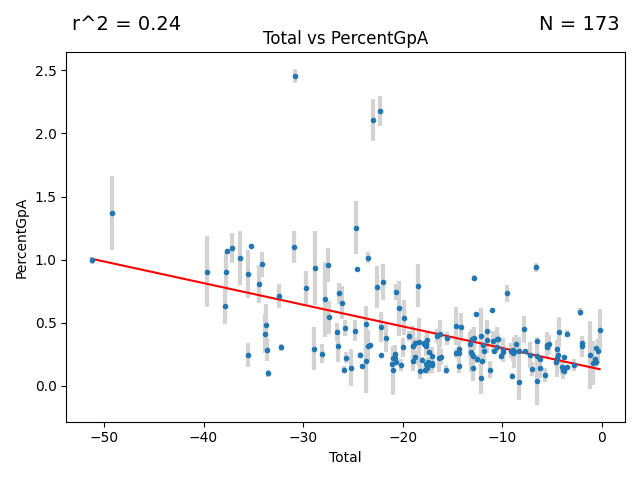 r^2 = 0.24
N = 173
Total vs PercentGpA
PercentGpA
2.5
2.0
1.5
1.0
0.5
0.0
−50
−40
−30
−20
−10
0
Total